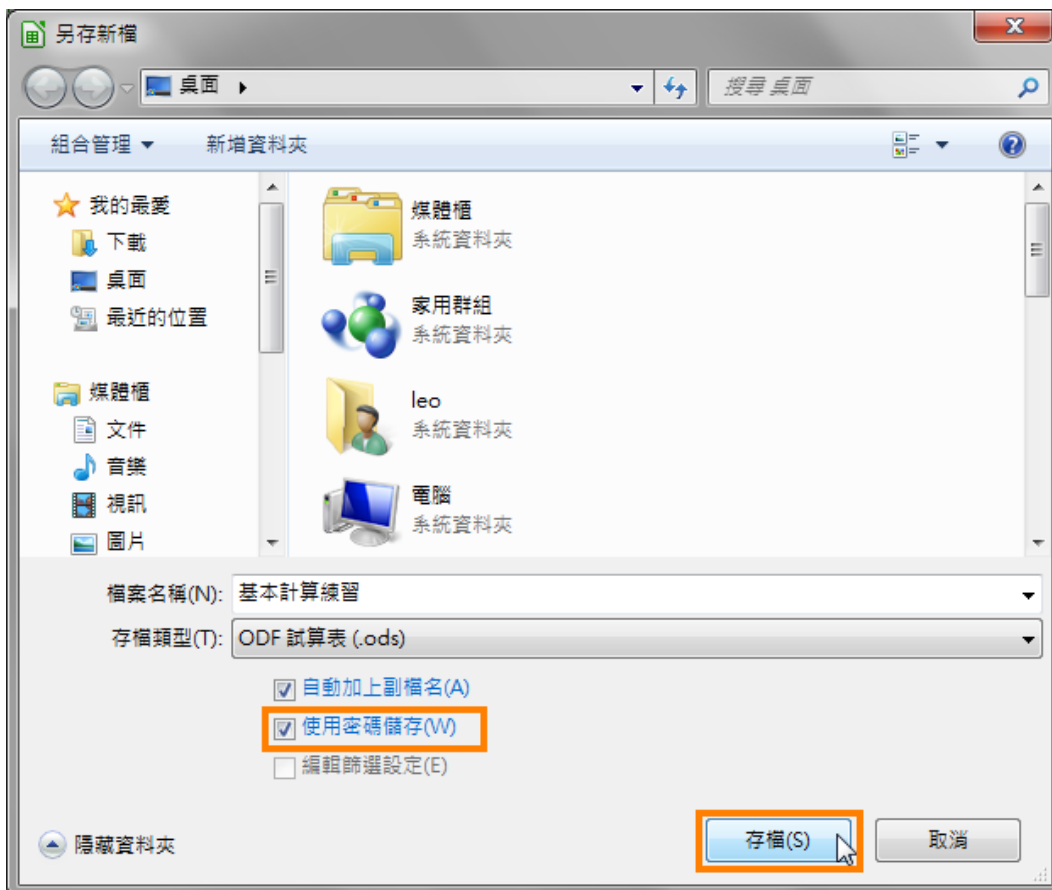 另存新檔
桌面
搜尋 桌面
組合管理 新增資料夾
我的最愛
下載
桌面
最近的位置
媒體櫃
文件
音樂
視訊
圖片
媒體櫃
系統資料夾
家用群組
系統資料夾
leo
系統資料夾
電腦
系統資料夾
檔案名稱(N): 基本計算練習
存檔類型(T): ODF 試算表 (.ods)
自動加上副檔名(A)
使用密碼儲存(W)
編輯篩選設定(E)
隱藏資料夾 存檔(S) 取消